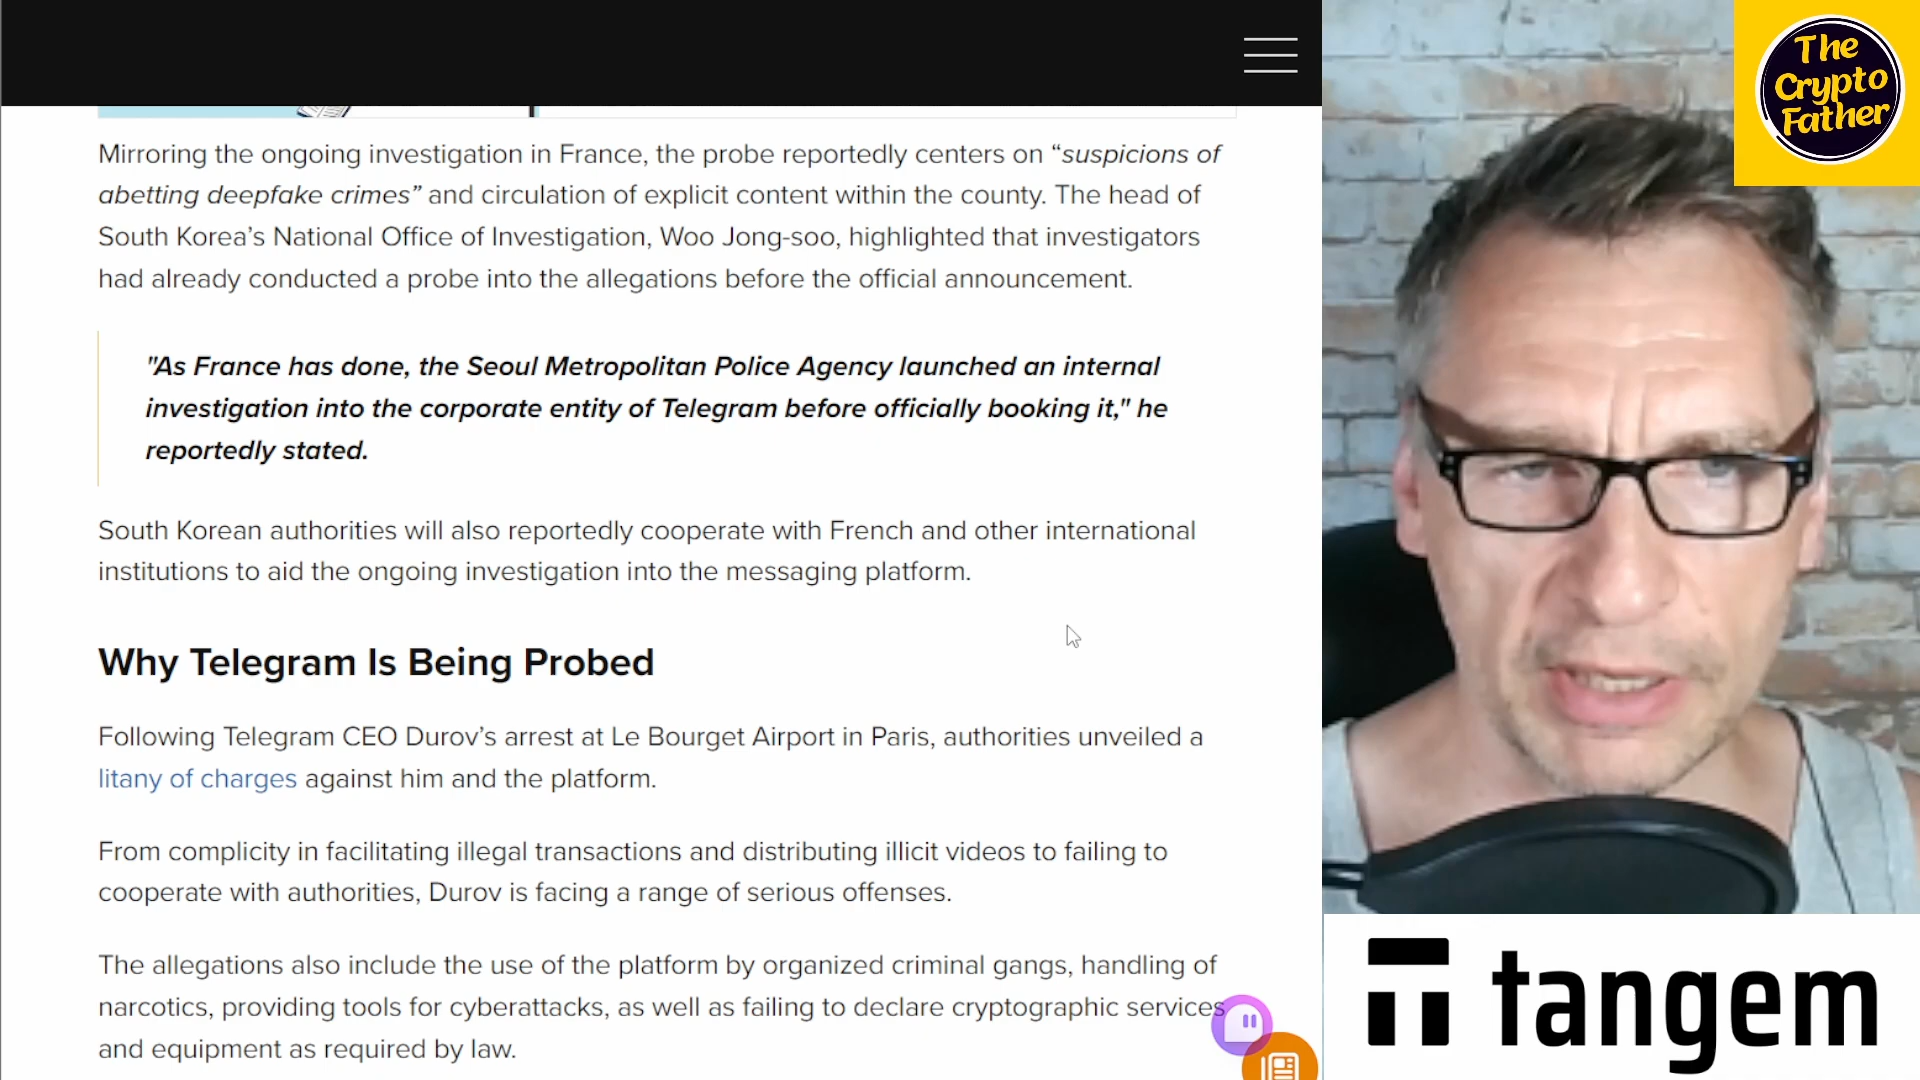 Mirroring the ongoing investigation in France, the probe reportedly centers on “suspicions of
abetting deepfake crimes” and circulation of explicit content within the county. The head of
South Korea’s National Office of Investigation, Woo Jong-soo, highlighted that investigators
had already conducted a probe into the allegations before the official announcement.
"As France has done, the Seoul Metropolitan Police Agency launched an internal
investigation into the corporate entity of Telegram before officially booking it," he
reportedly stated.
South Korean authorities will also reportedly cooperate with French and other international
institutions to aid the ongoing investigation into the messaging platform.
Why Telegram Is Being Probed
Following Telegram CEO Durov’s arrest at Le Bourget Airport in Paris, authorities unveiled a
litany of charges against him and the platform.
From complicity in facilitating illegal transactions and distributing illicit videos to failing to
cooperate with authorities, Durov is facing a range of serious offenses.
The allegations also include the use of the platform by organized criminal gangs, handling of
narcotics, providing tools for cyberattacks, as well as failing to declare cryptographic services
and equipment as required by law.
The
Crypto
Father
tangem